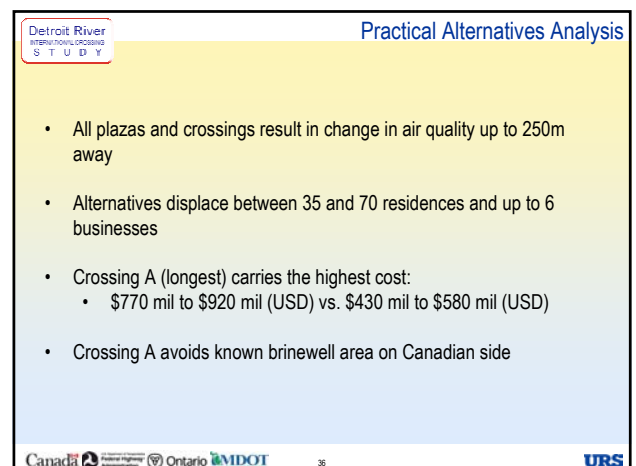 Detroit River
INTERNATIONAL CROSSING
S T U D Y
Practical Alternatives Analysis
• All plazas and crossings result in change in air quality up to 250m
away
• Alternatives displace between 35 and 70 residences and up to 6
businesses
• Crossing A (longest) carries the highest cost:
• $770 mil to $920 mil (USD) vs. $430 mil to $580 mil (USD)
• Crossing A avoids known brinewell area on Canadian side
Canada Federal Highway Ontario MDOT 36 URS